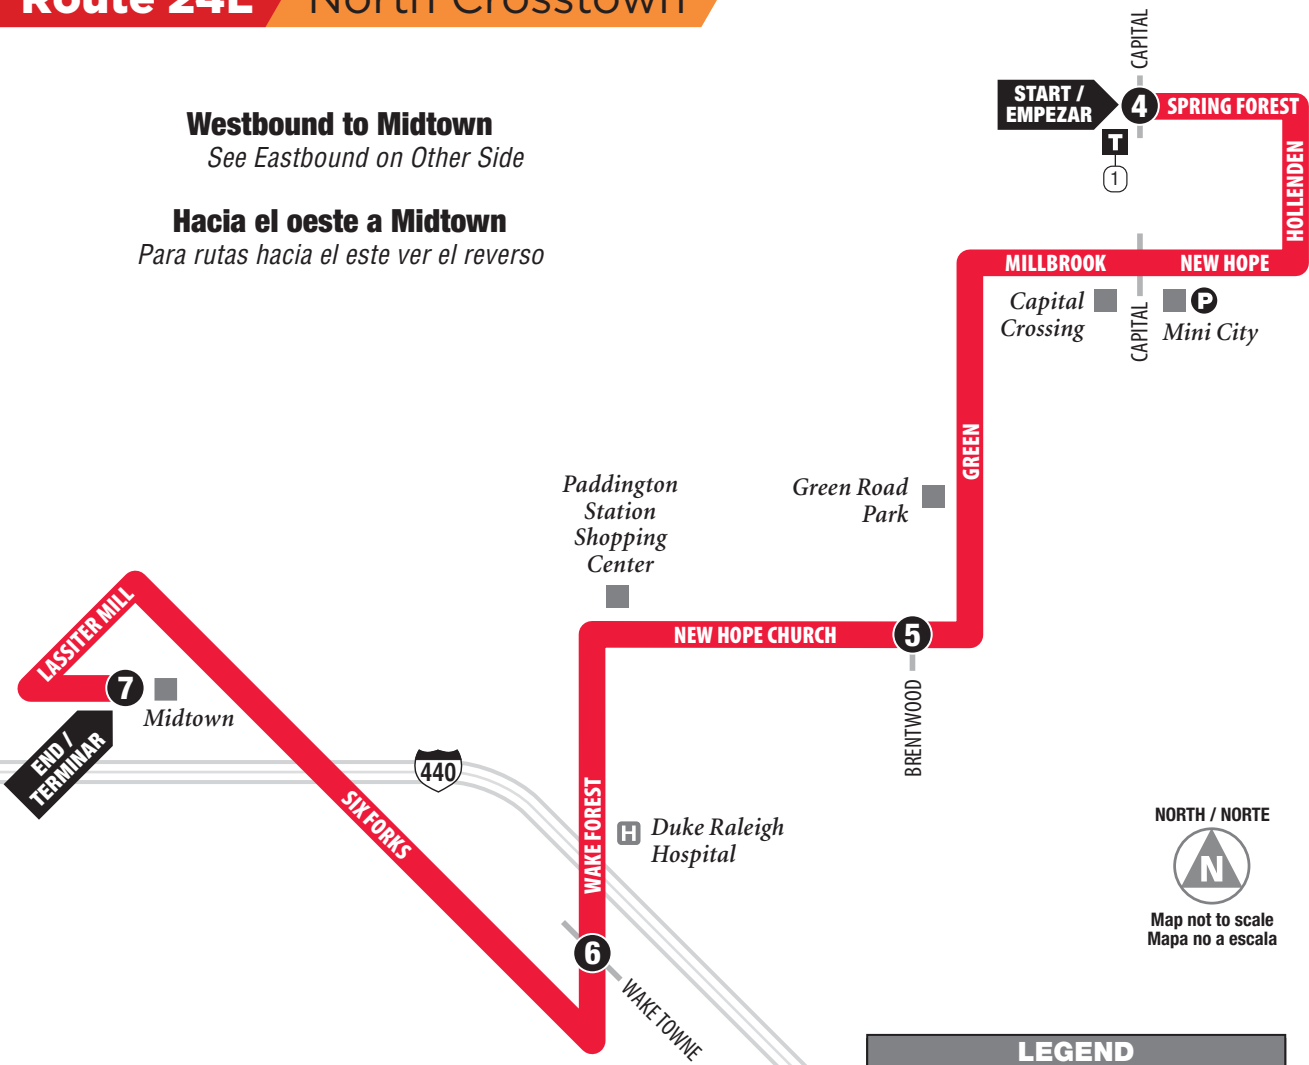 Route 24L North Crosstown
Westbound to Midtown
See Eastbound on Other Side
Hacia el oeste a Midtown
Para rutas hacia el este ver el reverso
CAPITAL
START /
EMPEZAR
4
SPRING FOREST
T
1
HOLLENDEN
MILLBROOK
NEW HOPE
Capital
Crossing
CAPITAL
P
Mini City
GREEN
Green Road
Park
Paddington
Station
Shopping
Center
NEW HOPE CHURCH
5
BRENTWOOD
LASSITER MILL
7
Midtown
END /
TERMINAR
440
SIX FORKS
WAKE FOREST
H
Duke Raleigh
Hospital
6
WAKE TOWNE
NORTH / NORTE
N
Map not to scale
Mapa no a escala
LEGEND